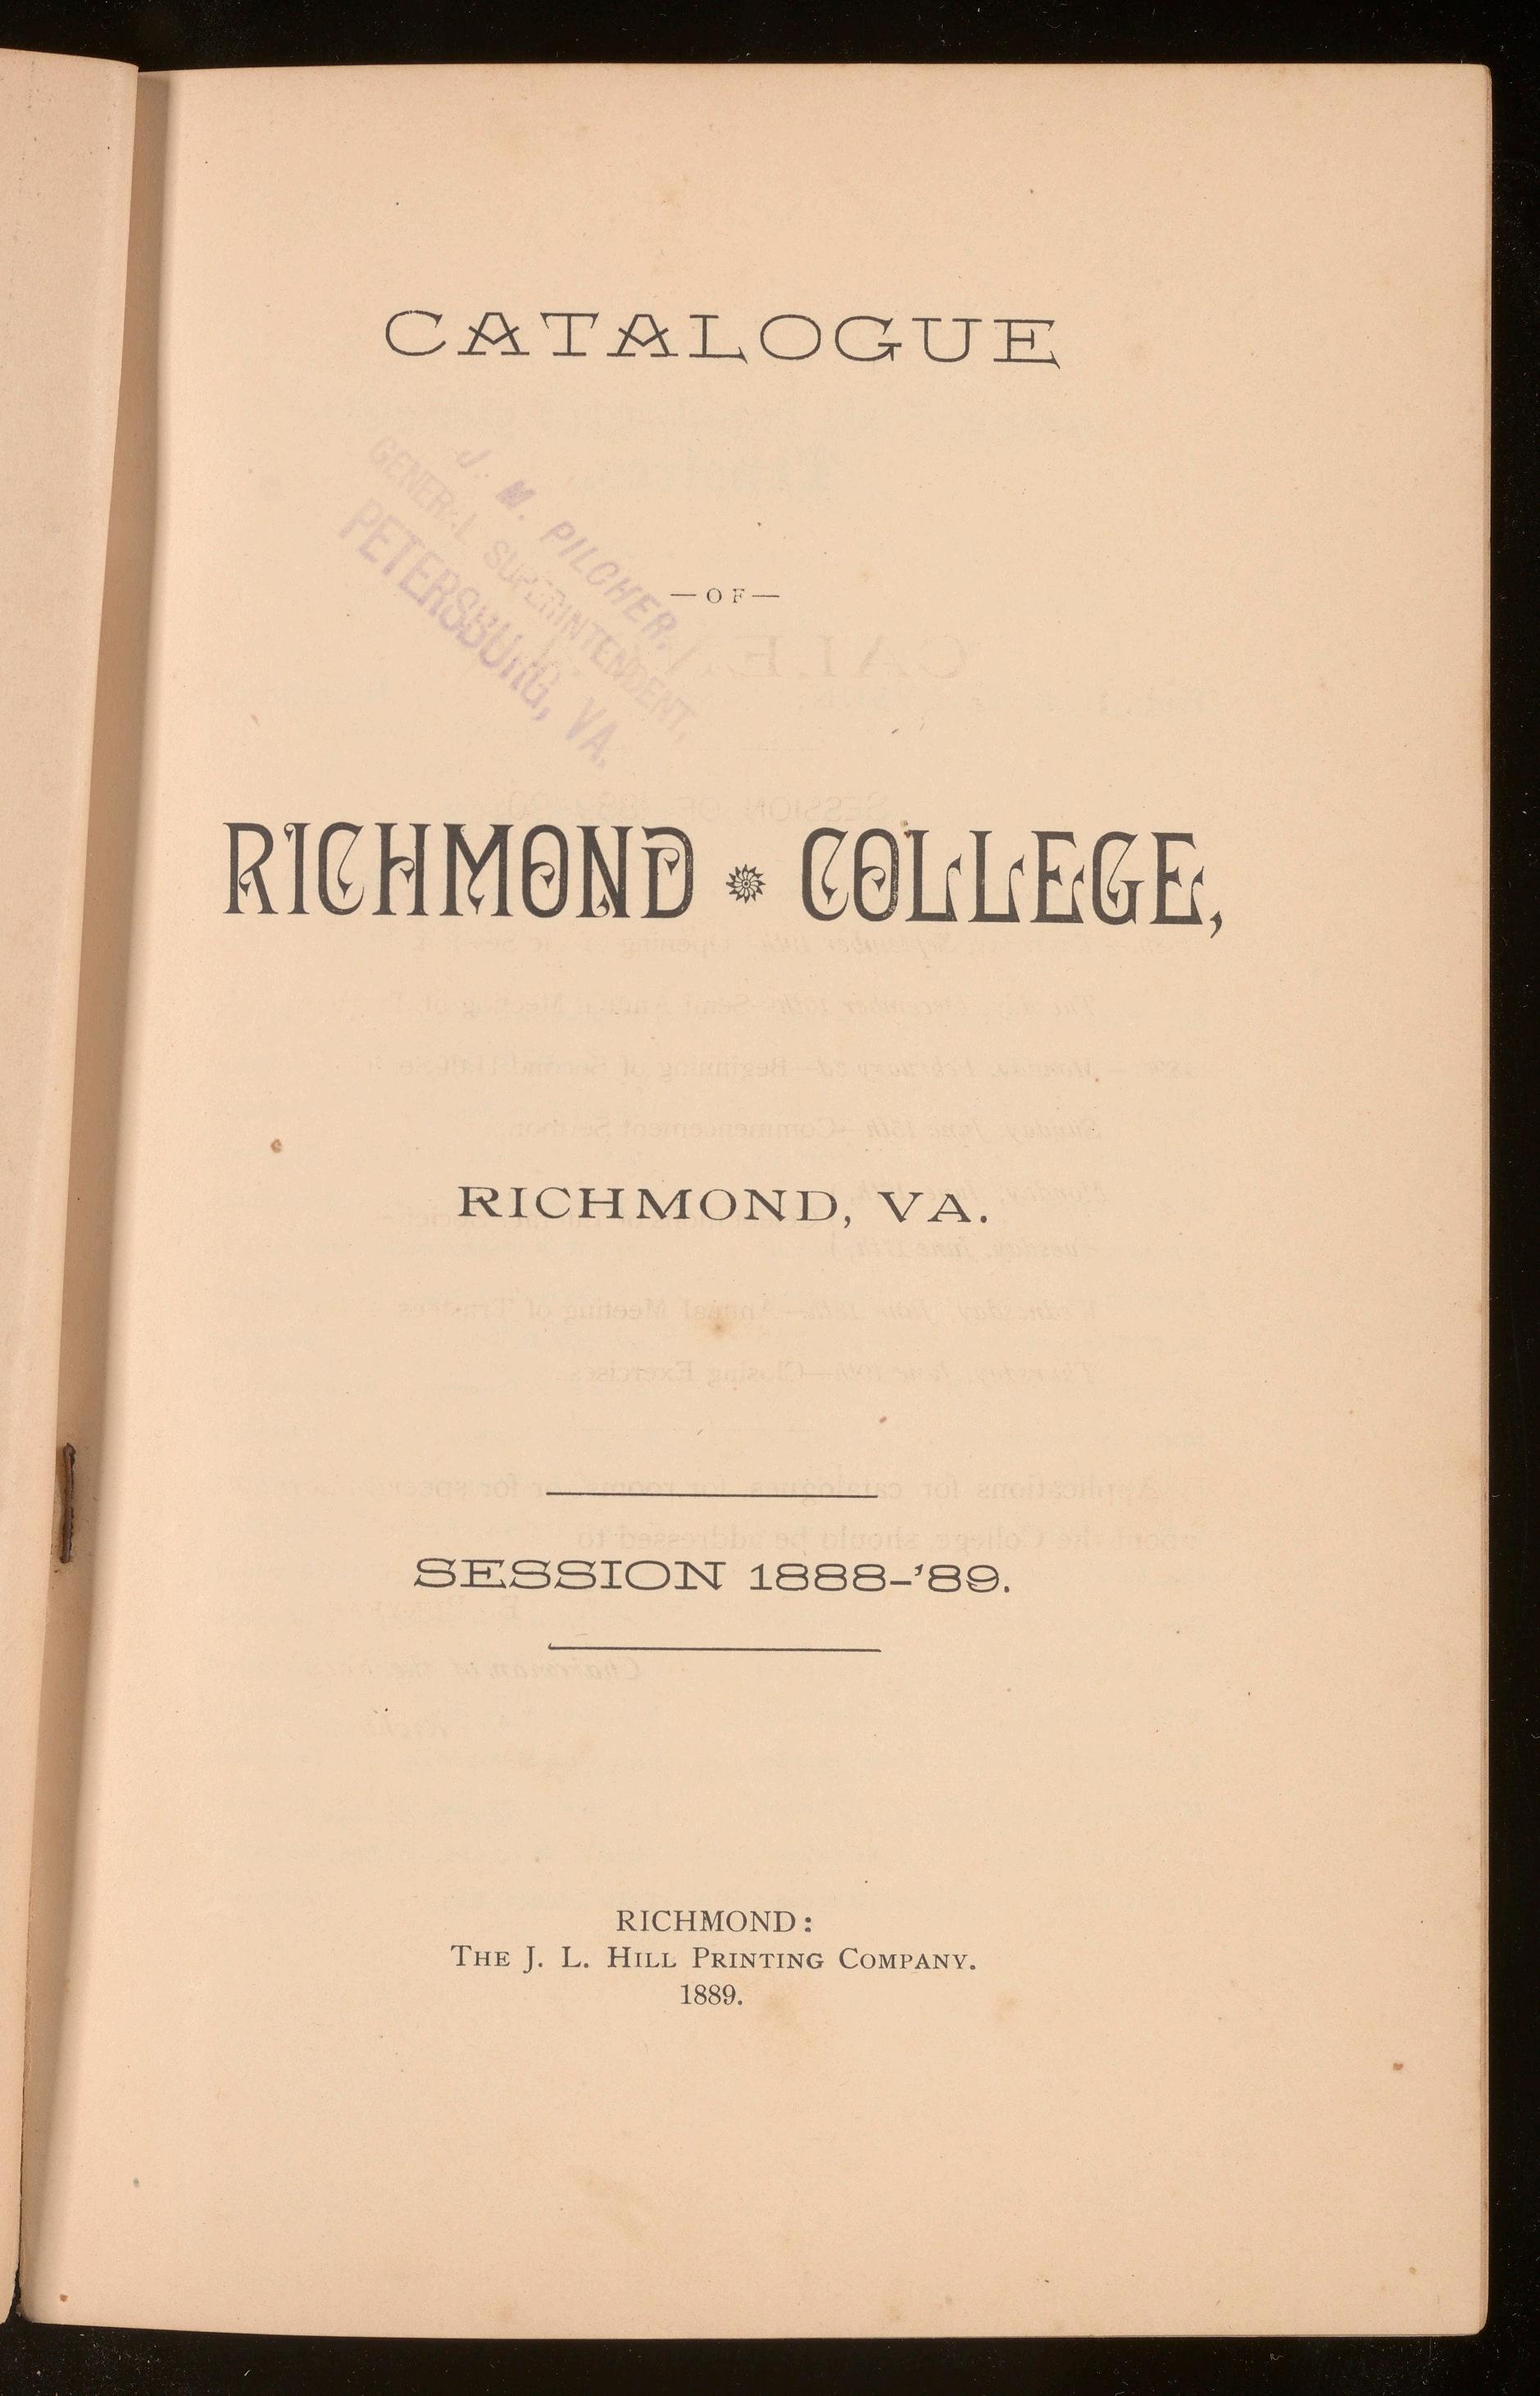 CATALOGUE
J. M. PILCHER,
GENERAL SUPERINTENDENT,
PETERSBURG, VA.
—OF—
RICHMOND COLLEGE,
RICHMOND, VA.
SESSION 1888-'89.
RICHMOND:
THE J. L. HILL PRINTING COMPANY.
1889.